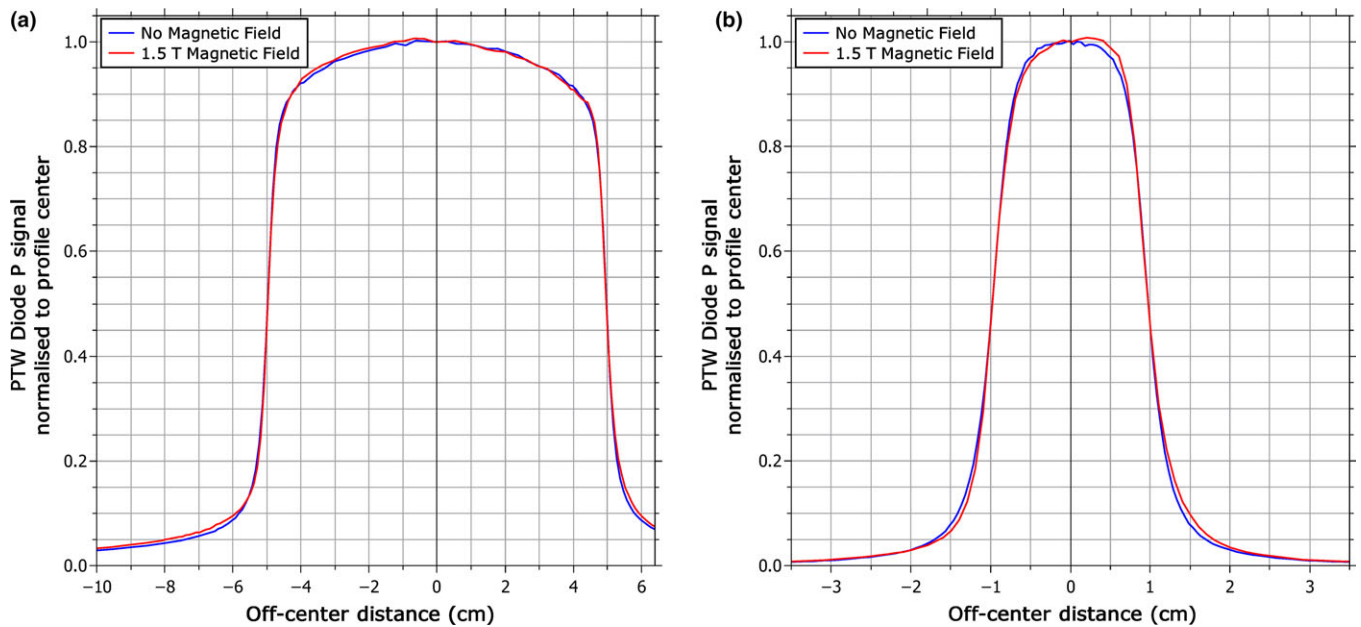 (a)
No Magnetic Field
1.5 T Magnetic Field
PTW Diode P signal
normalised to profile center
1.0
0.8
0.6
0.4
0.2
0.0
−10 −8 −6 −4 −2 0 2 4 6
Off-center distance (cm)
(b)
No Magnetic Field
1.5 T Magnetic Field
PTW Diode P signal
normalised to profile center
1.0
0.8
0.6
0.4
0.2
0.0
−3 −2 −1 0 1 2 3
Off-center distance (cm)